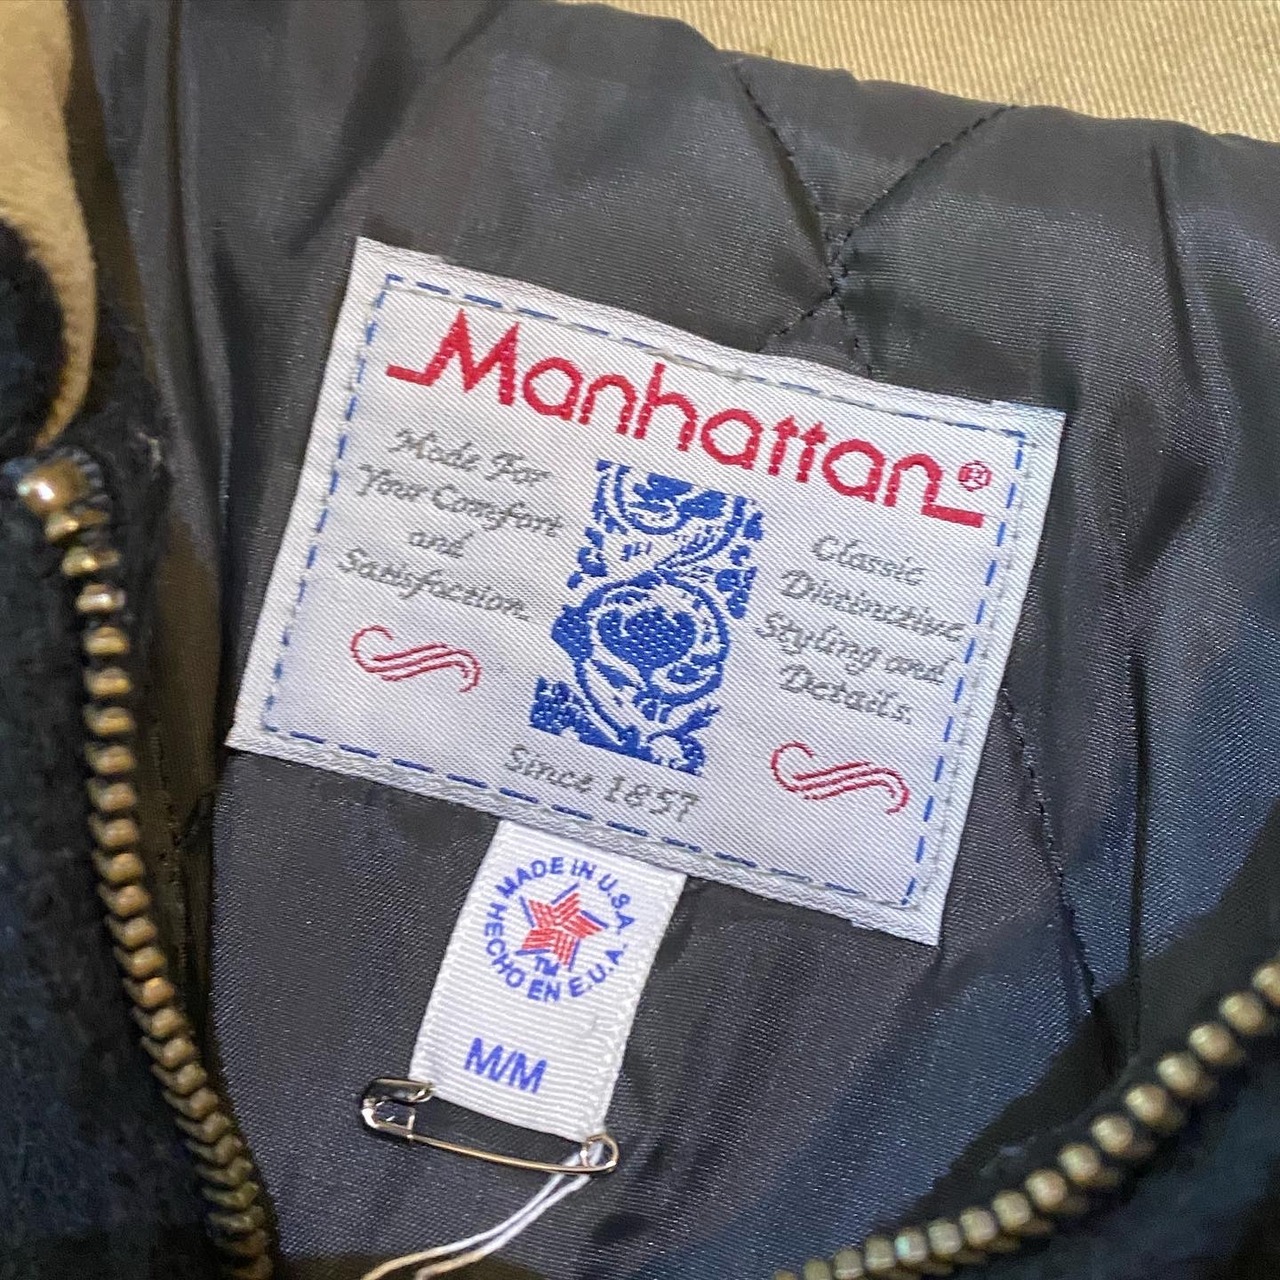 Manhattan®
Made For
Your Comfort
and
Satisfaction.
Classic
Distinctive
Styling and
Details.
Since 1857
MADE IN U.S.A.
HECHO EN E.U.A.
TM
M/M